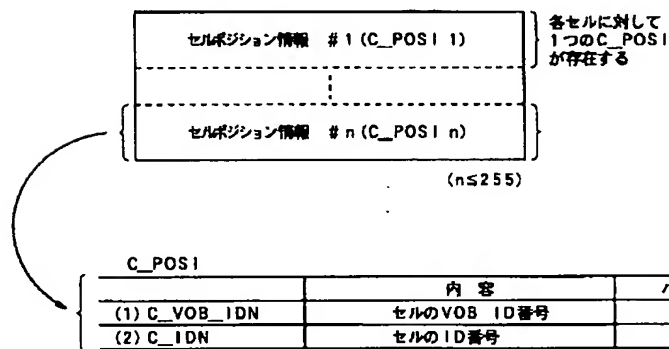 セルポジション情報 #1(C_POSI 1)
各セルに対して
1つのC_POSI
が存在する
セルポジション情報 #n(C_POSI n)
(n≦255)
C_POSI
内 容
(1) C_VOB_IDN セルのVOB ID番号
(2) C_IDN セルのID番号